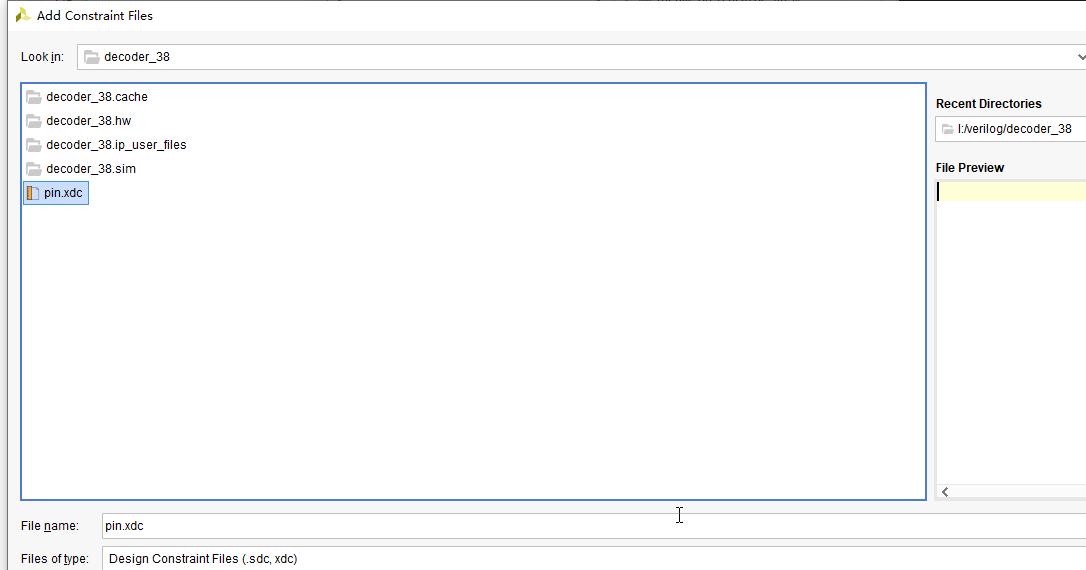 Add Constraint Files
Look in: decoder_38
decoder_38.cache
decoder_38.hw
decoder_38.ip_user_files
decoder_38.sim
pin.xdc
Recent Directories
I:/verilog/decoder_38
File Preview
File name: pin.xdc
Files of type: Design Constraint Files (.sdc, xdc)